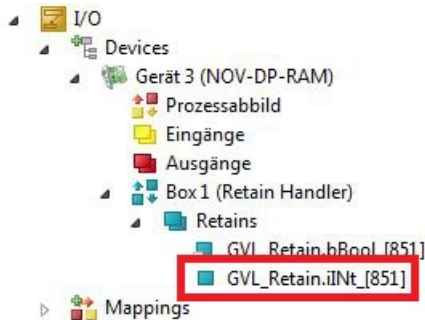 I/O
Devices
Gerät 3 (NOV-DP-RAM)
Prozessabbild
Eingänge
Ausgänge
Box 1 (Retain Handler)
Retains
GVL_Retain.bBool_[851]
GVL_Retain.iINt_[851]
Mappings